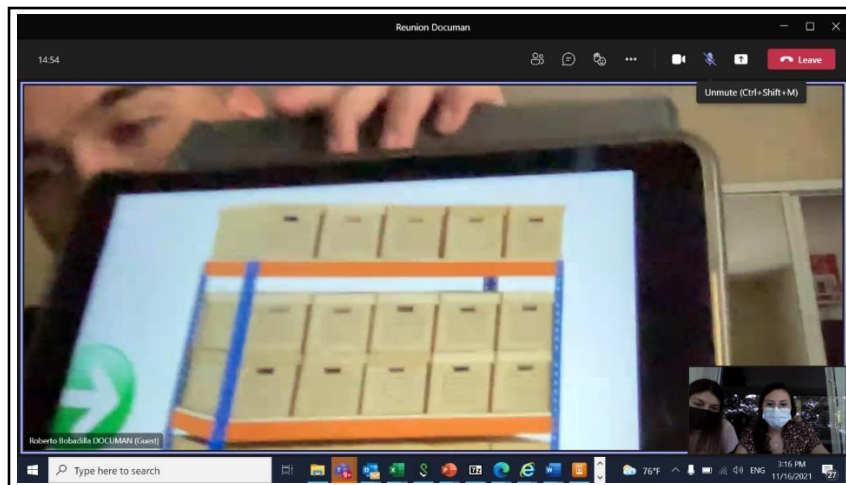 Reunion Documan
14:54
Leave
Unmute (Ctrl+Shift+M)
Roberto Bobadilla DOCUMAN (Guest)
Type here to search
76°F
ENG
3:16 PM
11/16/2021
27